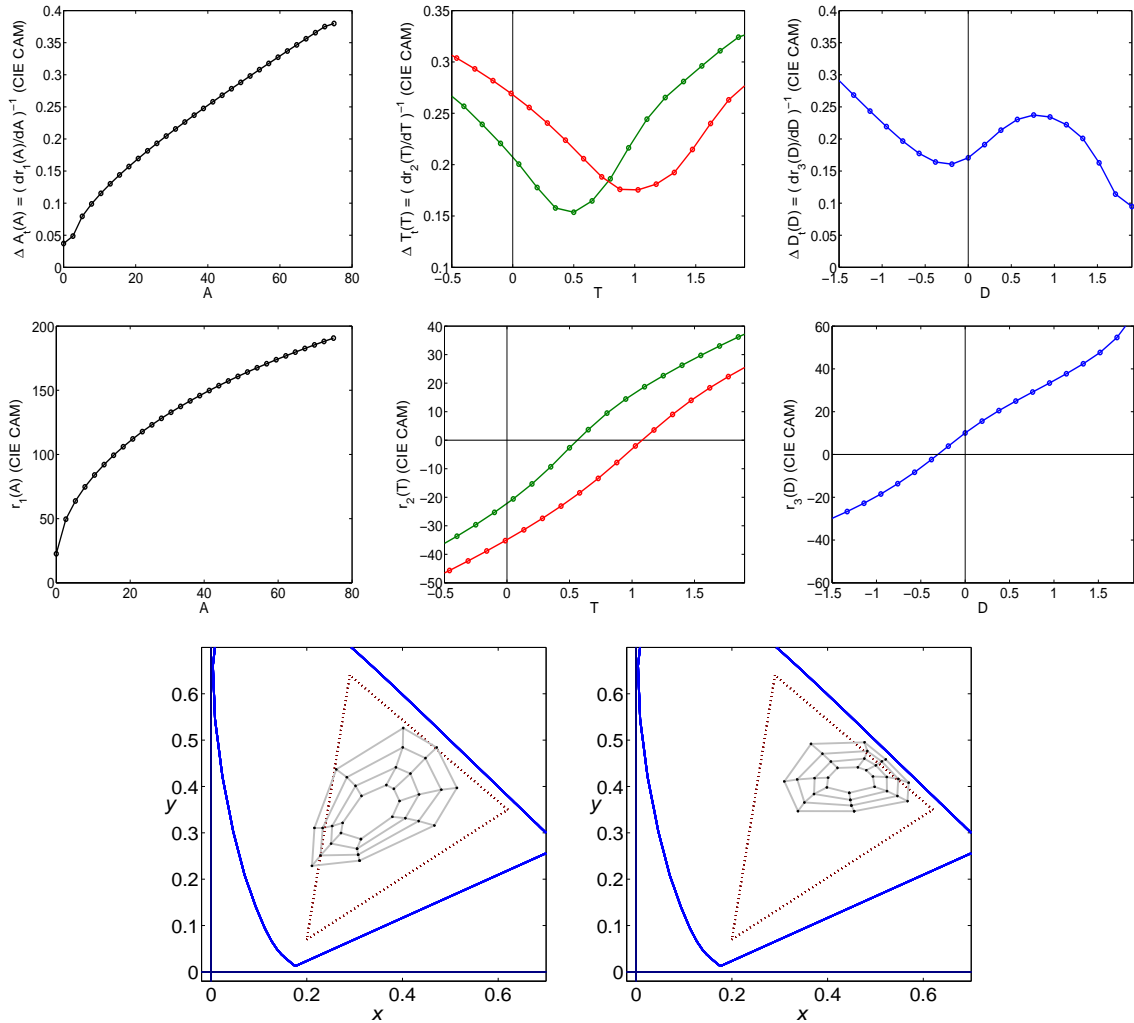 0.4
0.35
0.3
0.25
0.2
0.15
0.1
0.05
0
Δ A_t(A) = ( dr_1(A)/dA )^{-1} (CIE CAM)
0 20 40 60 80
A
0.35
0.3
0.25
0.2
0.15
0.1
Δ T_t(T) = ( dr_2(T)/dT )^{-1} (CIE CAM)
−0.5 0 0.5 1 1.5
T
0.4
0.35
0.3
0.25
0.2
0.15
0.1
0.05
0
Δ D_t(D) = ( dr_3(D)/dD )^{-1} (CIE CAM)
−1.5 −1 −0.5 0 0.5 1 1.5
D
200
150
100
50
0
r_1(A) (CIE CAM)
0 20 40 60 80
A
40
30
20
10
0
−10
−20
−30
−40
−50
r_2(T) (CIE CAM)
−0.5 0 0.5 1 1.5
T
60
40
20
0
−20
−40
−60
r_3(D) (CIE CAM)
−1.5 −1 −0.5 0 0.5 1 1.5
D
0.6
0.5
0.4
y
0.3
0.2
0.1
0
0 0.2 0.4 0.6
x
0.6
0.5
0.4
y
0.3
0.2
0.1
0
0 0.2 0.4 0.6
x